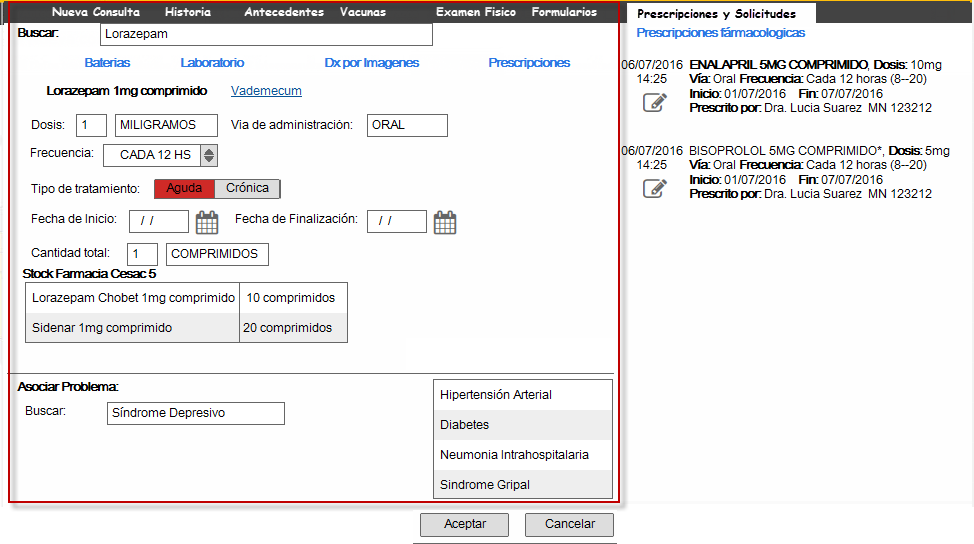 Nueva Consulta Historia Antecedentes Vacunas Examen Fisico Formularios Prescripciones y Solicitudes
Buscar: Lorazepam
Baterias Laboratorio Dx por Imagenes Prescripciones
Lorazepam 1mg comprimido Vademecum
Dosis: 1 MILIGRAMOS Via de administración: ORAL
Frecuencia: CADA 12 HS
Tipo de tratamiento: Aguda Crónica
Fecha de Inicio: / / Fecha de Finalización: / /
Cantidad total: 1 COMPRIMIDOS
Stock Farmacia Cesac 5
Lorazepam Chobet 1mg comprimido 10 comprimidos
Sidenar 1mg comprimido 20 comprimidos
Asociar Problema:
Buscar: Síndrome Depresivo
Hipertensión Arterial
Diabetes
Neumonia Intrahospitalaria
Sindrome Gripal
Aceptar Cancelar
Prescripciones fármacologicas
06/07/2016 ENALAPRIL 5MG COMPRIMIDO, Dosis: 10mg
14:25 Vía: Oral Frecuencia: Cada 12 horas (8--20)
Inicio: 01/07/2016 Fin: 07/07/2016
Prescrito por: Dra. Lucia Suarez MN 123212
06/07/2016 BISOPROLOL 5MG COMPRIMIDO*, Dosis: 5mg
14:25 Vía: Oral Frecuencia: Cada 12 horas (8--20)
Inicio: 01/07/2016 Fin: 07/07/2016
Prescrito por: Dra. Lucia Suarez MN 123212